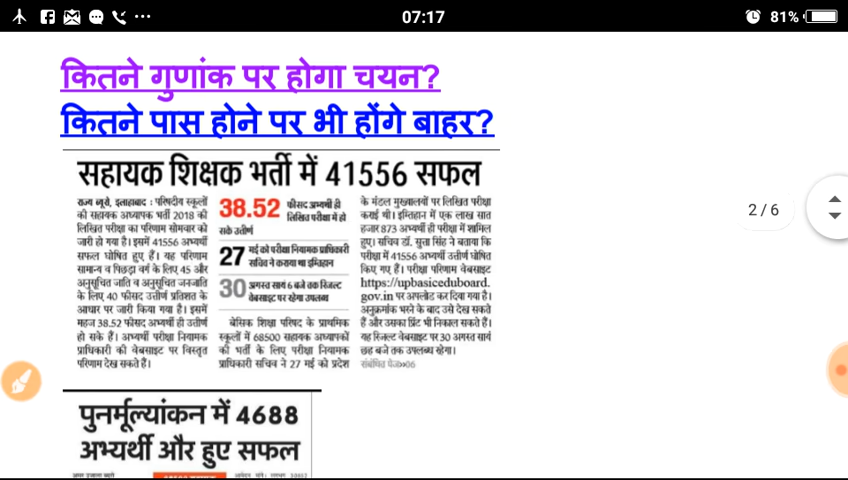 07:17
81%
कितने गुणांक पर होगा चयन?
कितने पास होने पर भी होंगे बाहर?
सहायक शिक्षक भर्ती में 41556 सफल
राज्य ब्यूरो, इलाहाबाद : परिषदीय स्कूलों
की सहायक अध्यापक भर्ती 2018 की
लिखित परीक्षा का परिणाम सोमवार को
जारी हो गया है। इसमें 41556 अभ्यर्थी
सफल घोषित हुए हैं। यह परिणाम
सामान्य व पिछड़ा वर्ग के लिए 45 और
अनुसूचित जाति व अनुसूचित जनजाति
के लिए 40 फीसद उत्तीर्ण प्रतिशत के
आधार पर जारी किया गया है। इसमें
महज 38.52 फीसद अभ्यर्थी ही उत्तीर्ण
हो सके हैं। अभ्यर्थी परीक्षा नियामक
प्राधिकारी की वेबसाइट पर विस्तृत
परिणाम देख सकते हैं।
38.52 फीसद अभ्यर्थी ही
लिखित परीक्षा में हो
सके उत्तीर्ण
27 मई को परीक्षा नियामक प्राधिकारी
सचिव ने कराया था इम्तिहान
30 अगस्त सायं 6 बजे तक रिजल्ट
वेबसाइट पर रहेगा उपलब्ध
बेसिक शिक्षा परिषद के प्राथमिक
स्कूलों में 68500 सहायक अध्यापकों
की भर्ती के लिए परीक्षा नियामक
प्राधिकारी सचिव ने 27 मई को प्रदेश
के मंडल मुख्यालयों पर लिखित परीक्षा
कराई थी। इम्तिहान में एक लाख सात
हजार 873 अभ्यर्थी ही परीक्षा में शामिल
हुए। सचिव डॉ. सुत्ता सिंह ने बताया कि
परीक्षा में 41556 अभ्यर्थी उत्तीर्ण घोषित
किए गए हैं। परीक्षा परिणाम वेबसाइट
https://upbasiceduboard.
gov.in पर अपलोड कर दिया गया है।
अनुक्रमांक भरने के बाद उसे देख सकते
हैं और उसका प्रिंट भी निकाल सकते हैं।
यह रिजल्ट वेबसाइट पर 30 अगस्त सायं
छह बजे तक उपलब्ध रहेगा।
संबंधित पेज>>06
2 / 6
पुनर्मूल्यांकन में 4688
अभ्यर्थी और हुए सफल